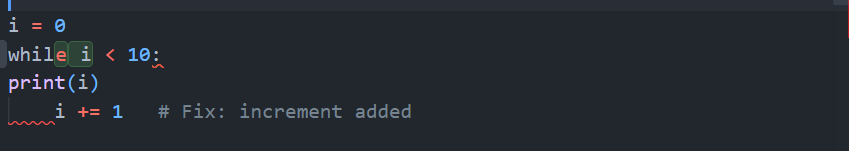 i = 0
while i < 10:
print(i)
    i += 1   # Fix: increment added